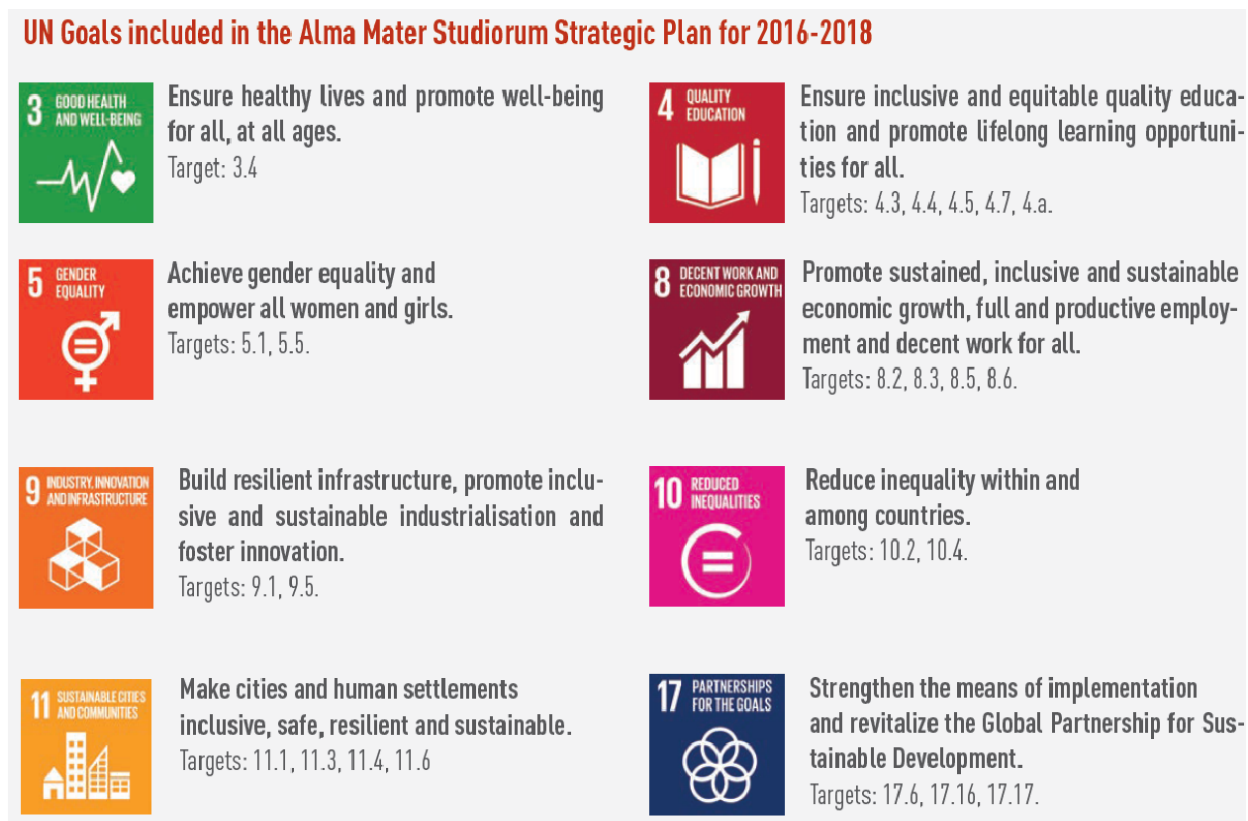 UN Goals included in the Alma Mater Studiorum Strategic Plan for 2016-2018
3 GOOD HEALTH
AND WELL-BEING
Ensure healthy lives and promote well-being
for all, at all ages.
Target: 3.4
4 QUALITY
EDUCATION
Ensure inclusive and equitable quality educa-
tion and promote lifelong learning opportuni-
ties for all.
Targets: 4.3, 4.4, 4.5, 4.7, 4.a.
5 GENDER
EQUALITY
Achieve gender equality and
empower all women and girls.
Targets: 5.1, 5.5.
8 DECENT WORK AND
ECONOMIC GROWTH
Promote sustained, inclusive and sustainable
economic growth, full and productive employ-
ment and decent work for all.
Targets: 8.2, 8.3, 8.5, 8.6.
9 INDUSTRY, INNOVATION
AND INFRASTRUCTURE
Build resilient infrastructure, promote inclu-
sive and sustainable industrialisation and
foster innovation.
Targets: 9.1, 9.5.
10 REDUCED
INEQUALITIES
Reduce inequality within and
among countries.
Targets: 10.2, 10.4.
11 SUSTAINABLE CITIES
AND COMMUNITIES
Make cities and human settlements
inclusive, safe, resilient and sustainable.
Targets: 11.1, 11.3, 11.4, 11.6
17 PARTNERSHIPS
FOR THE GOALS
Strengthen the means of implementation
and revitalize the Global Partnership for Sus-
tainable Development.
Targets: 17.6, 17.16, 17.17.